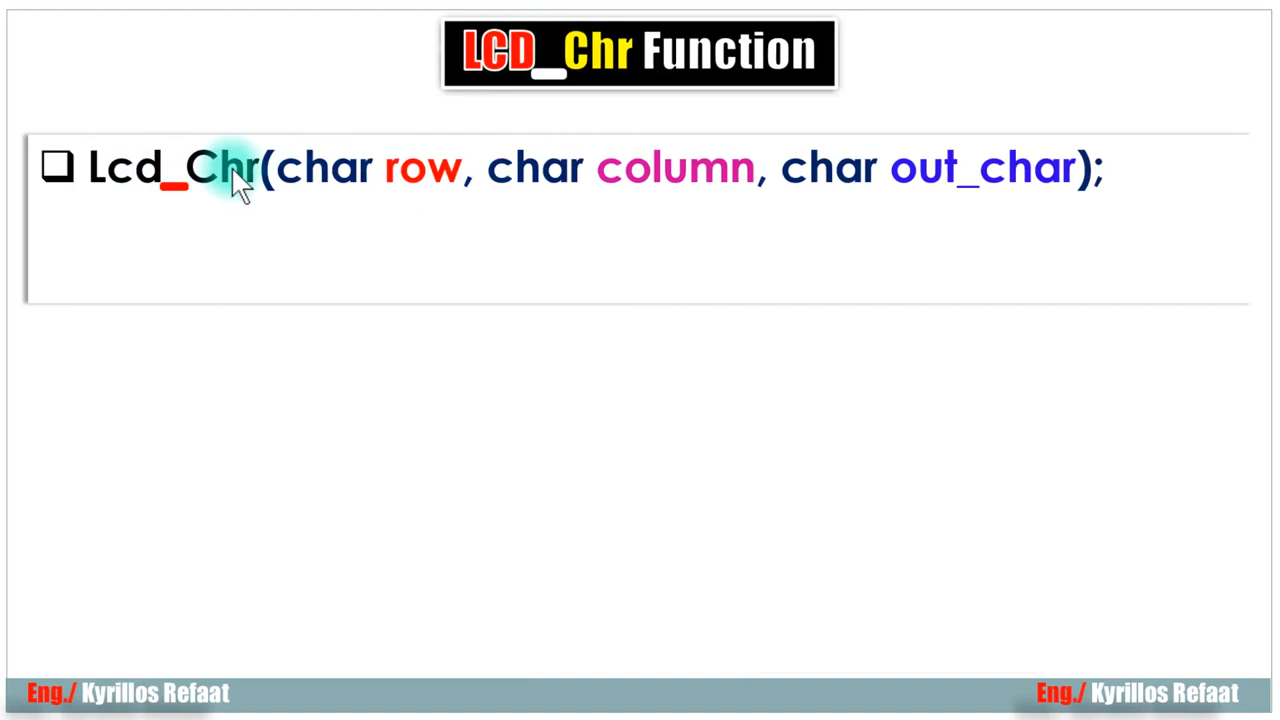 LCD_Chr Function
❑ Lcd_Chr(char row, char column, char out_char);
Eng./ Kyrillos Refaat
Eng./ Kyrillos Refaat